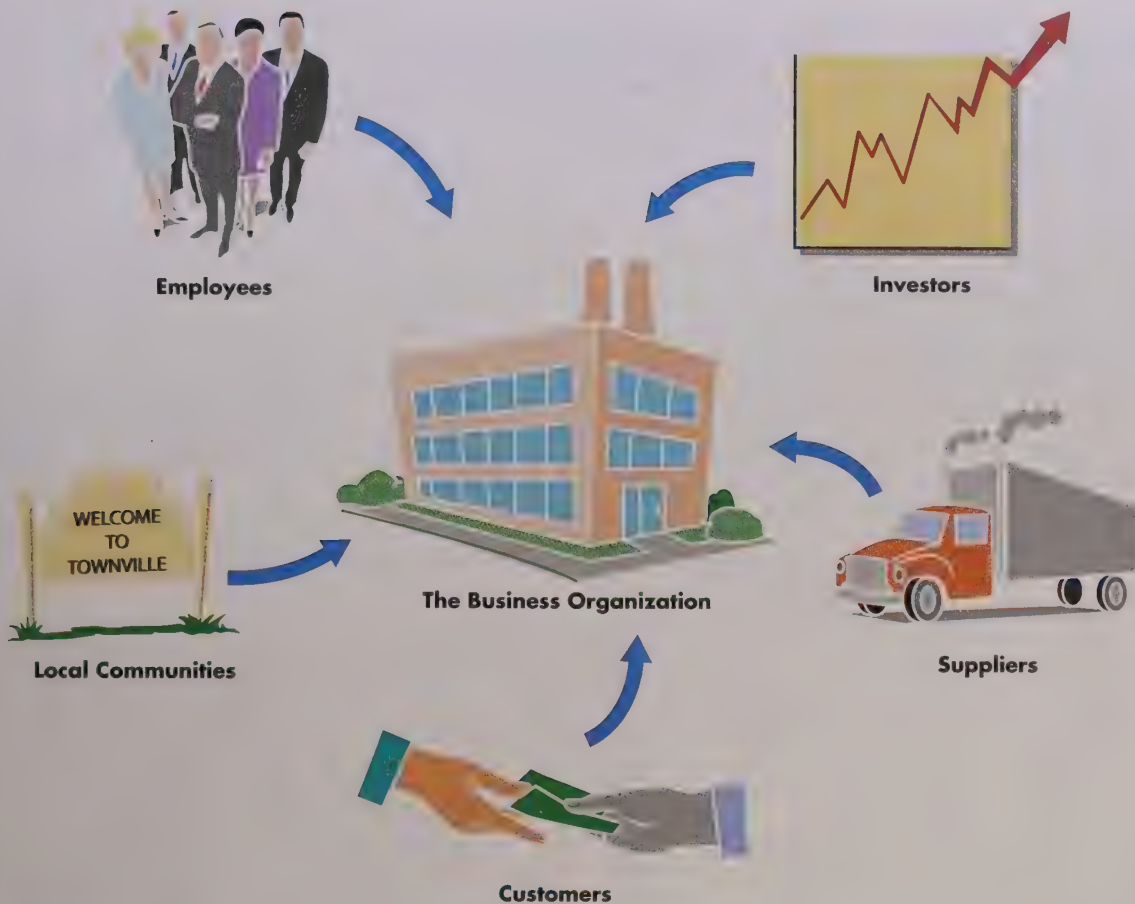 Employees
Investors
WELCOME
TO
TOWNVILLE
The Business Organization
Local Communities
Suppliers
Customers